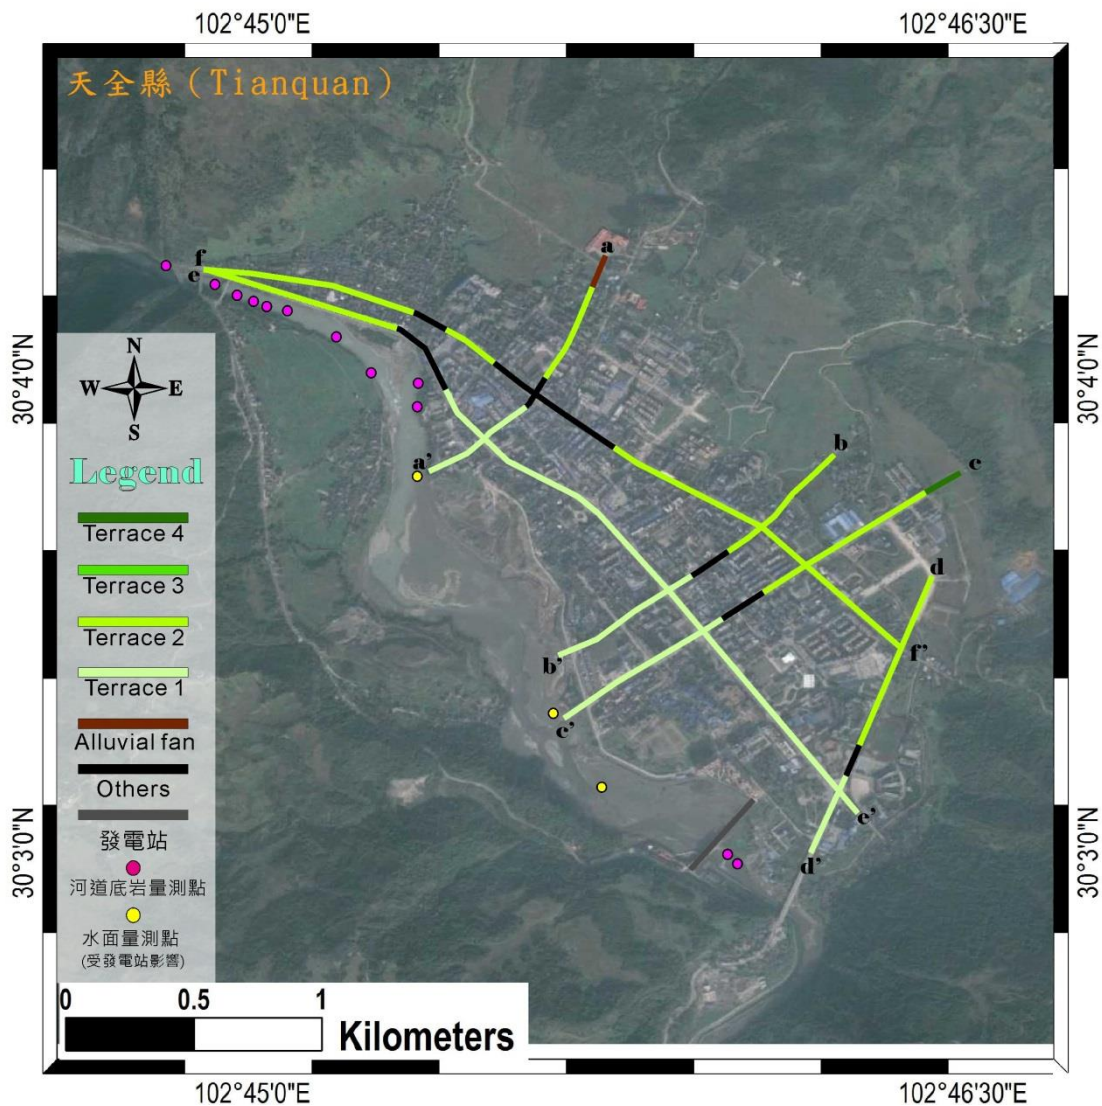 102°45'0"E
102°46'30"E
天全縣 (Tianquan)
a
f
e
30°4'0"N
30°4'0"N
N
W E
S
b
c
a'
Legend
Terrace 4
Terrace 3
Terrace 2
Terrace 1
Alluvial fan
Others
發電站
河道底岩量測點
水面量測點
(受發電站影響)
d
f'
b'
c'
e'
d'
30°3'0"N
30°3'0"N
0 0.5 1
Kilometers
102°45'0"E
102°46'30"E